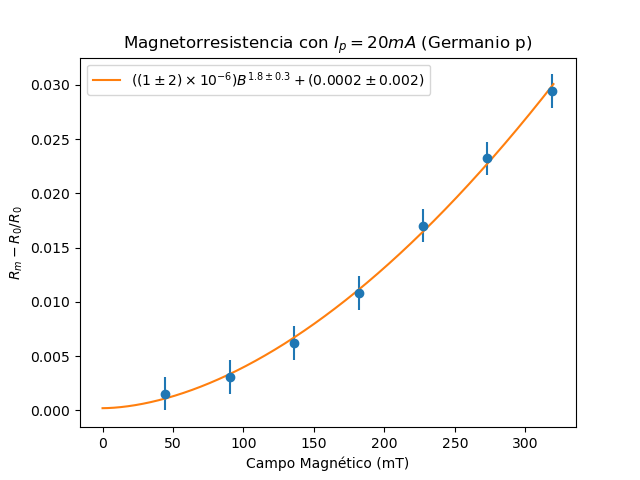 Magnetorresistencia con $I_p = 20mA$ (Germanio p)
$((1 \pm 2) \times 10^{-6})B^{1.8 \pm 0.3} + (0.0002 \pm 0.002)$
0.030
0.025
0.020
0.015
0.010
0.005
0.000
$R_m - R_0/R_0$
0 50 100 150 200 250 300
Campo Magnético (mT)